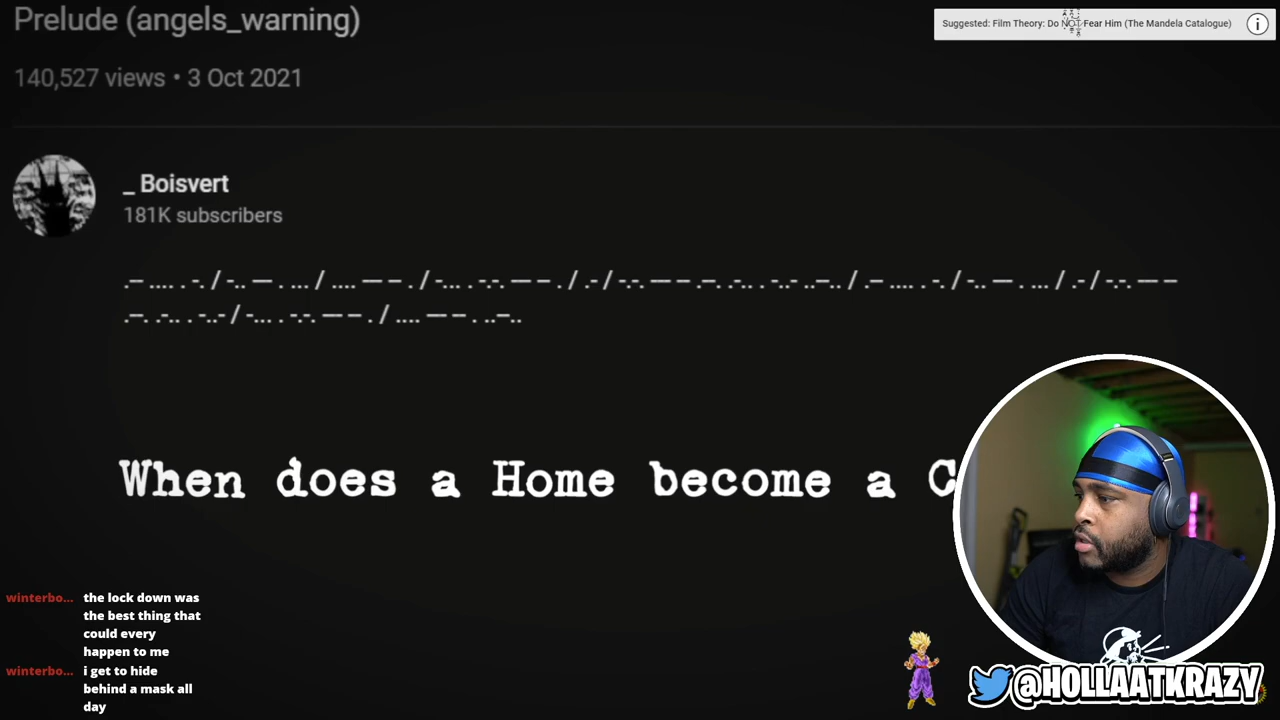 Prelude (angels_warning)
Suggested: Film Theory: Do NOT Fear Him (The Mandela Catalogue)
140,527 views • 3 Oct 2021
_ Boisvert
181K subscribers
.– .... . -. / -.. –– . ... / .... –– – . / -... . -.-. –– – . / .- / -.-. –– – .–. .-.. . -..- ..–.. / .– .... . -. / -.. –– . ... / .- / -.-. –– –
.–. .-.. . -..- / -... . -.-. –– – . / .... –– – . ..–..
When does a Home become a C
winterbo... the lock down was
the best thing that
could every
happen to me
winterbo... i get to hide
behind a mask all
day
@HOLLAATKRAZY